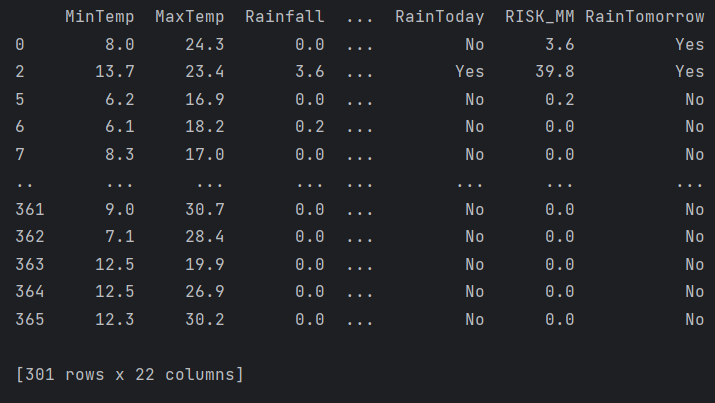 MinTemp MaxTemp Rainfall ... RainToday RISK_MM RainTomorrow
0 8.0 24.3 0.0 ... No 3.6 Yes
2 13.7 23.4 3.6 ... Yes 39.8 Yes
5 6.2 16.9 0.0 ... No 0.2 No
6 6.1 18.2 0.2 ... No 0.0 No
7 8.3 17.0 0.0 ... No 0.0 No
.. ... ... ... ... ... ... ...
361 9.0 30.7 0.0 ... No 0.0 No
362 7.1 28.4 0.0 ... No 0.0 No
363 12.5 19.9 0.0 ... No 0.0 No
364 12.5 26.9 0.0 ... No 0.0 No
365 12.3 30.2 0.0 ... No 0.0 No
[301 rows x 22 columns]